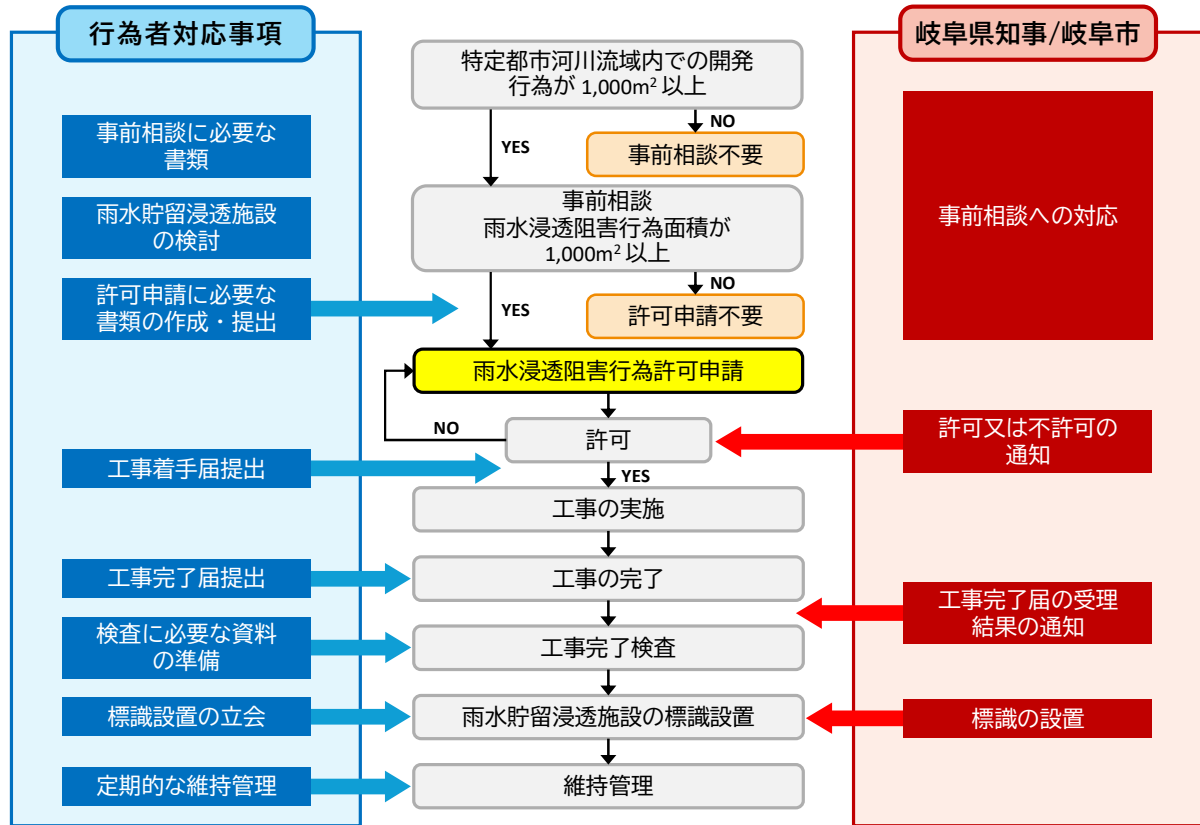 行為者対応事項
事前相談に必要な
書類
雨水貯留浸透施設
の検討
許可申請に必要な
書類の作成・提出
工事着手届提出
工事完了届提出
検査に必要な資料
の準備
標識設置の立会
定期的な維持管理
特定都市河川流域内での開発
行為が 1,000m² 以上
YES
NO
事前相談不要
事前相談
雨水浸透阻害行為面積が
1,000m² 以上
YES
NO
許可申請不要
雨水浸透阻害行為許可申請
NO
許可
YES
工事の実施
工事の完了
工事完了検査
雨水貯留浸透施設の標識設置
維持管理
岐阜県知事/岐阜市
事前相談への対応
許可又は不許可の
通知
工事完了届の受理
結果の通知
標識の設置